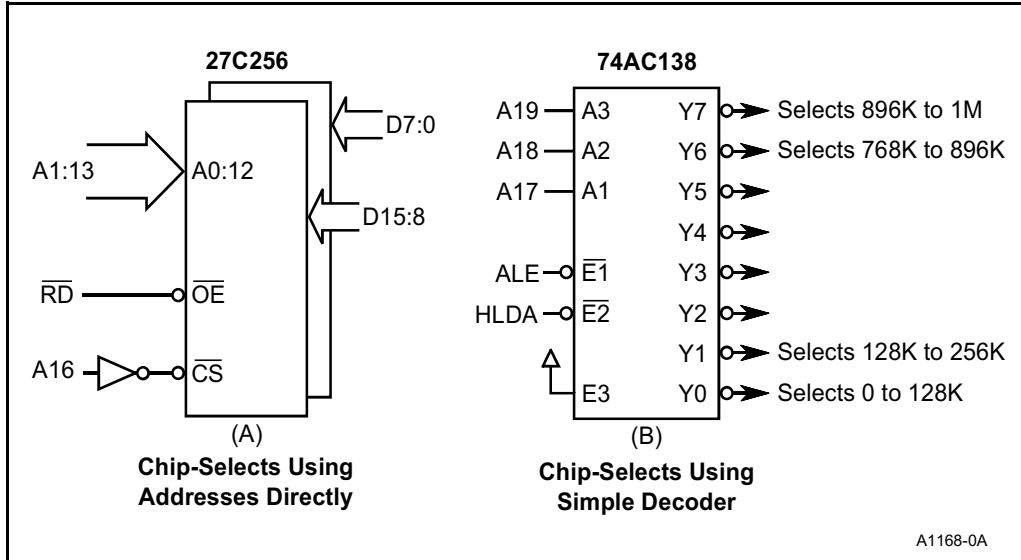 27C256
A1:13
A0:12
D7:0
D15:8
RD
OE
A16
CS
(A)
Chip-Selects Using
Addresses Directly
74AC138
A19 A3 Y7 Selects 896K to 1M
A18 A2 Y6 Selects 768K to 896K
A17 A1 Y5
Y4
ALE E1 Y3
HLDA E2 Y2
Y1 Selects 128K to 256K
E3 Y0 Selects 0 to 128K
(B)
Chip-Selects Using
Simple Decoder
A1168-0A